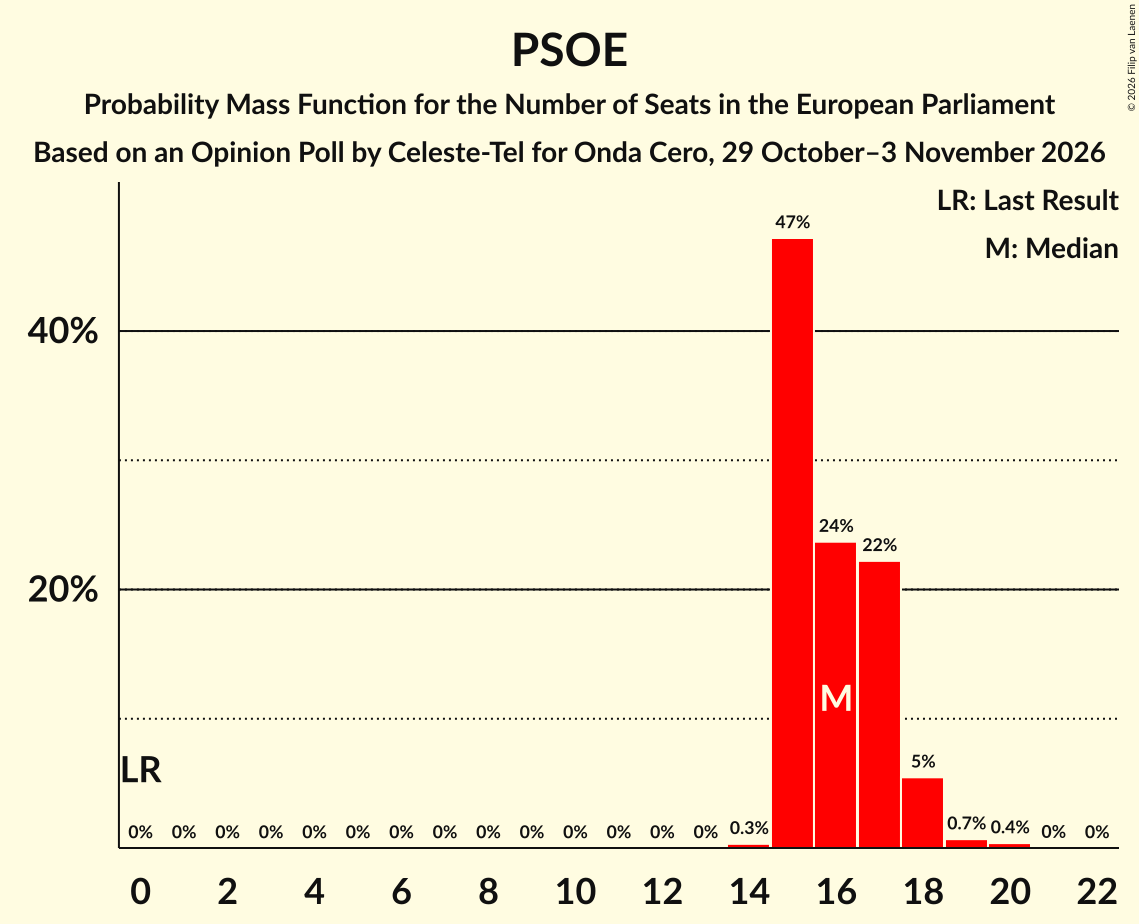 PSOE
Probability Mass Function for the Number of Seats in the European Parliament
Based on an Opinion Poll by Celeste-Tel for Onda Cero, 29 October–3 November 2026
© 2026 Filip van Laenen
LR: Last Result
M: Median
47%
40%
24%
22%
20%
M
LR
5%
0% 0% 0% 0% 0% 0% 0% 0% 0% 0% 0% 0% 0% 0% 0.3% 0.7% 0.4% 0% 0%
0 2 4 6 8 10 12 14 16 18 20 22